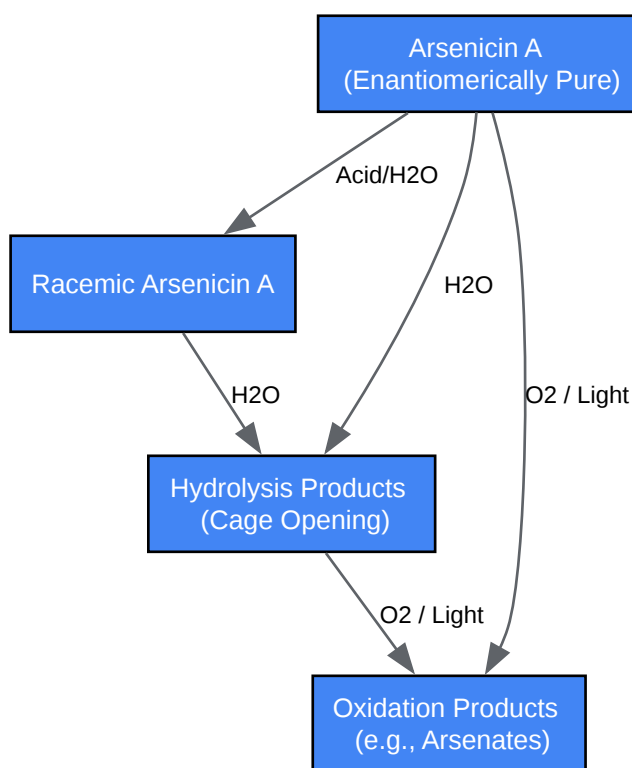 Arsenicin A
(Enantiomerically Pure)
Acid/H2O
Racemic Arsenicin A
H2O
H2O
O2 / Light
Hydrolysis Products
(Cage Opening)
O2 / Light
Oxidation Products
(e.g., Arsenates)